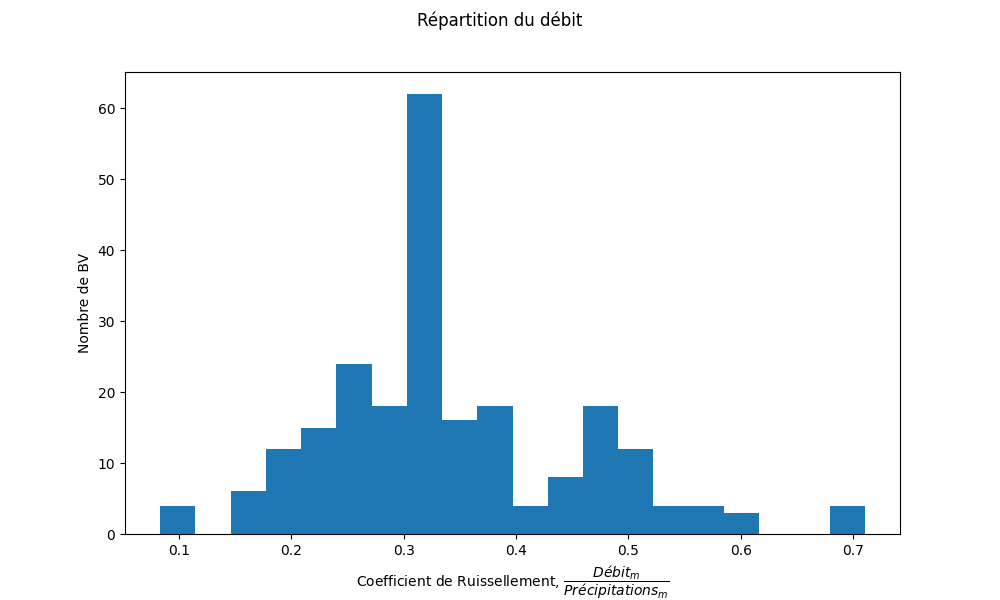 Répartition du débit
60
50
40
30
20
10
0
Nombre de BV
0.1 0.2 0.3 0.4 0.5 0.6 0.7
Coefficient de Ruissellement, Débit_m / Précipitations_m